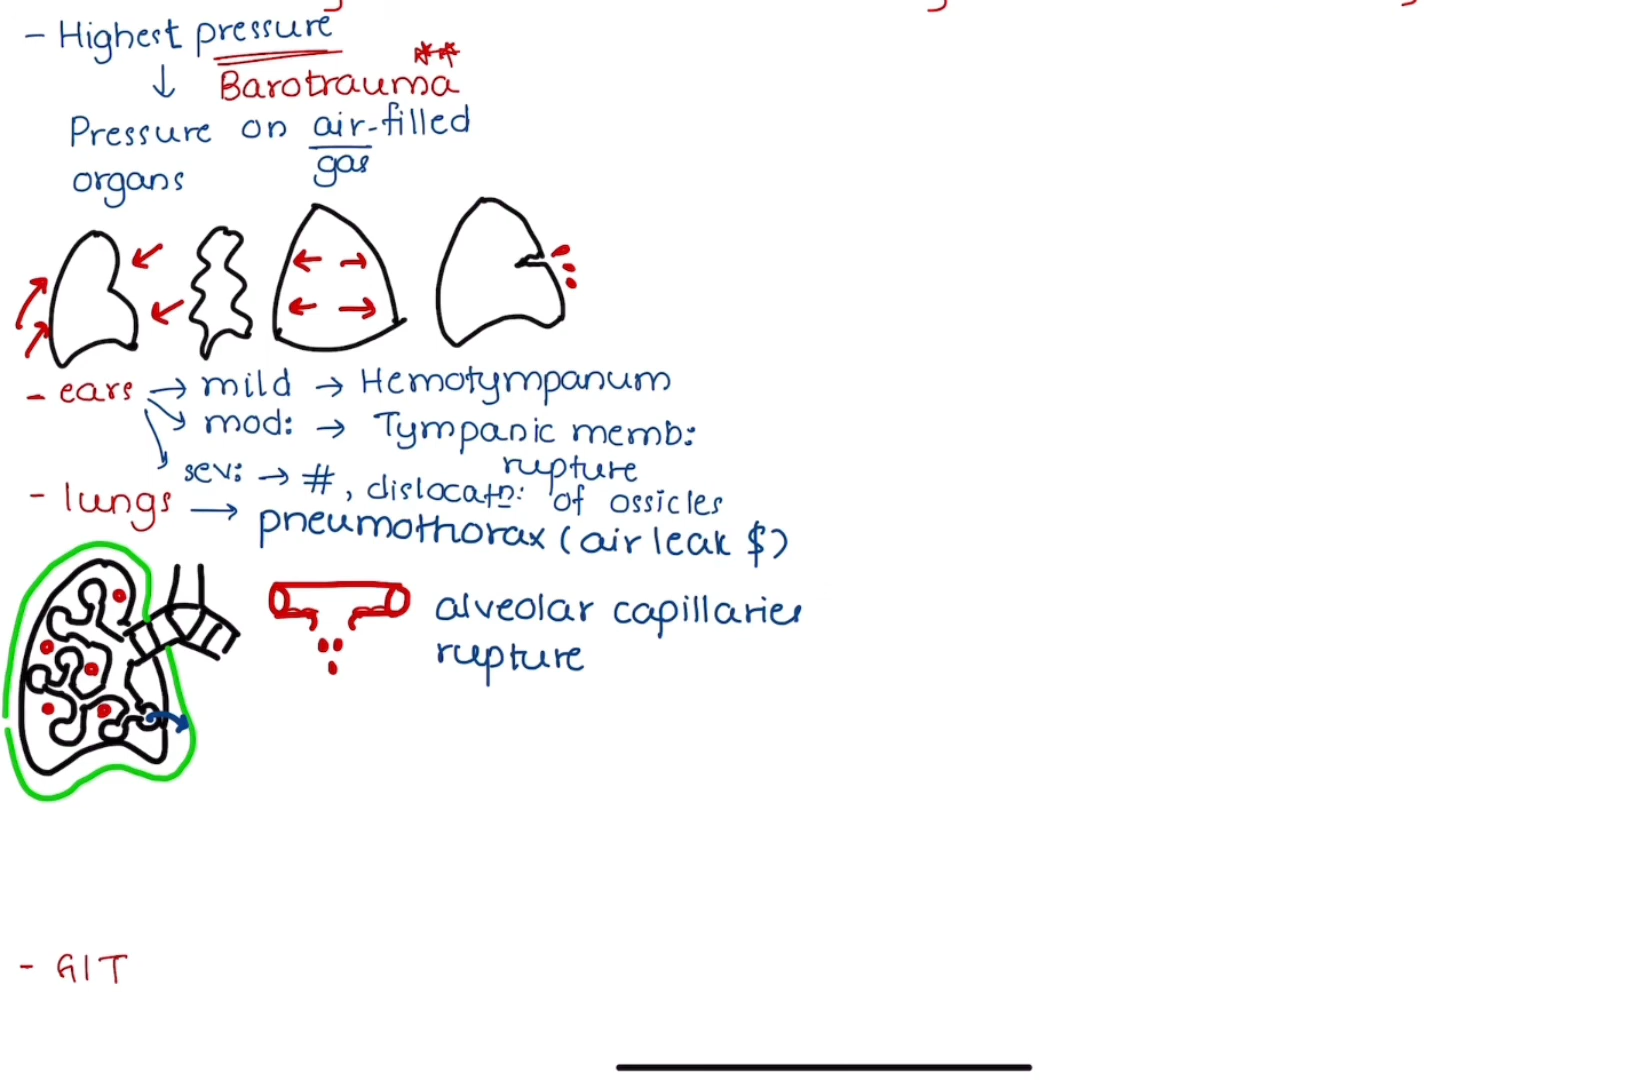 - Highest pressure
↓ Barotrauma **
Pressure on air-filled
gas
organs
- ears → mild → Hemotympanum
→ mod: → Tympanic memb:
rupture
→ sev: → #, dislocatn: of ossicles
- lungs → pneumothorax (air leak $)
alveolar capillaries
rupture
- GIT